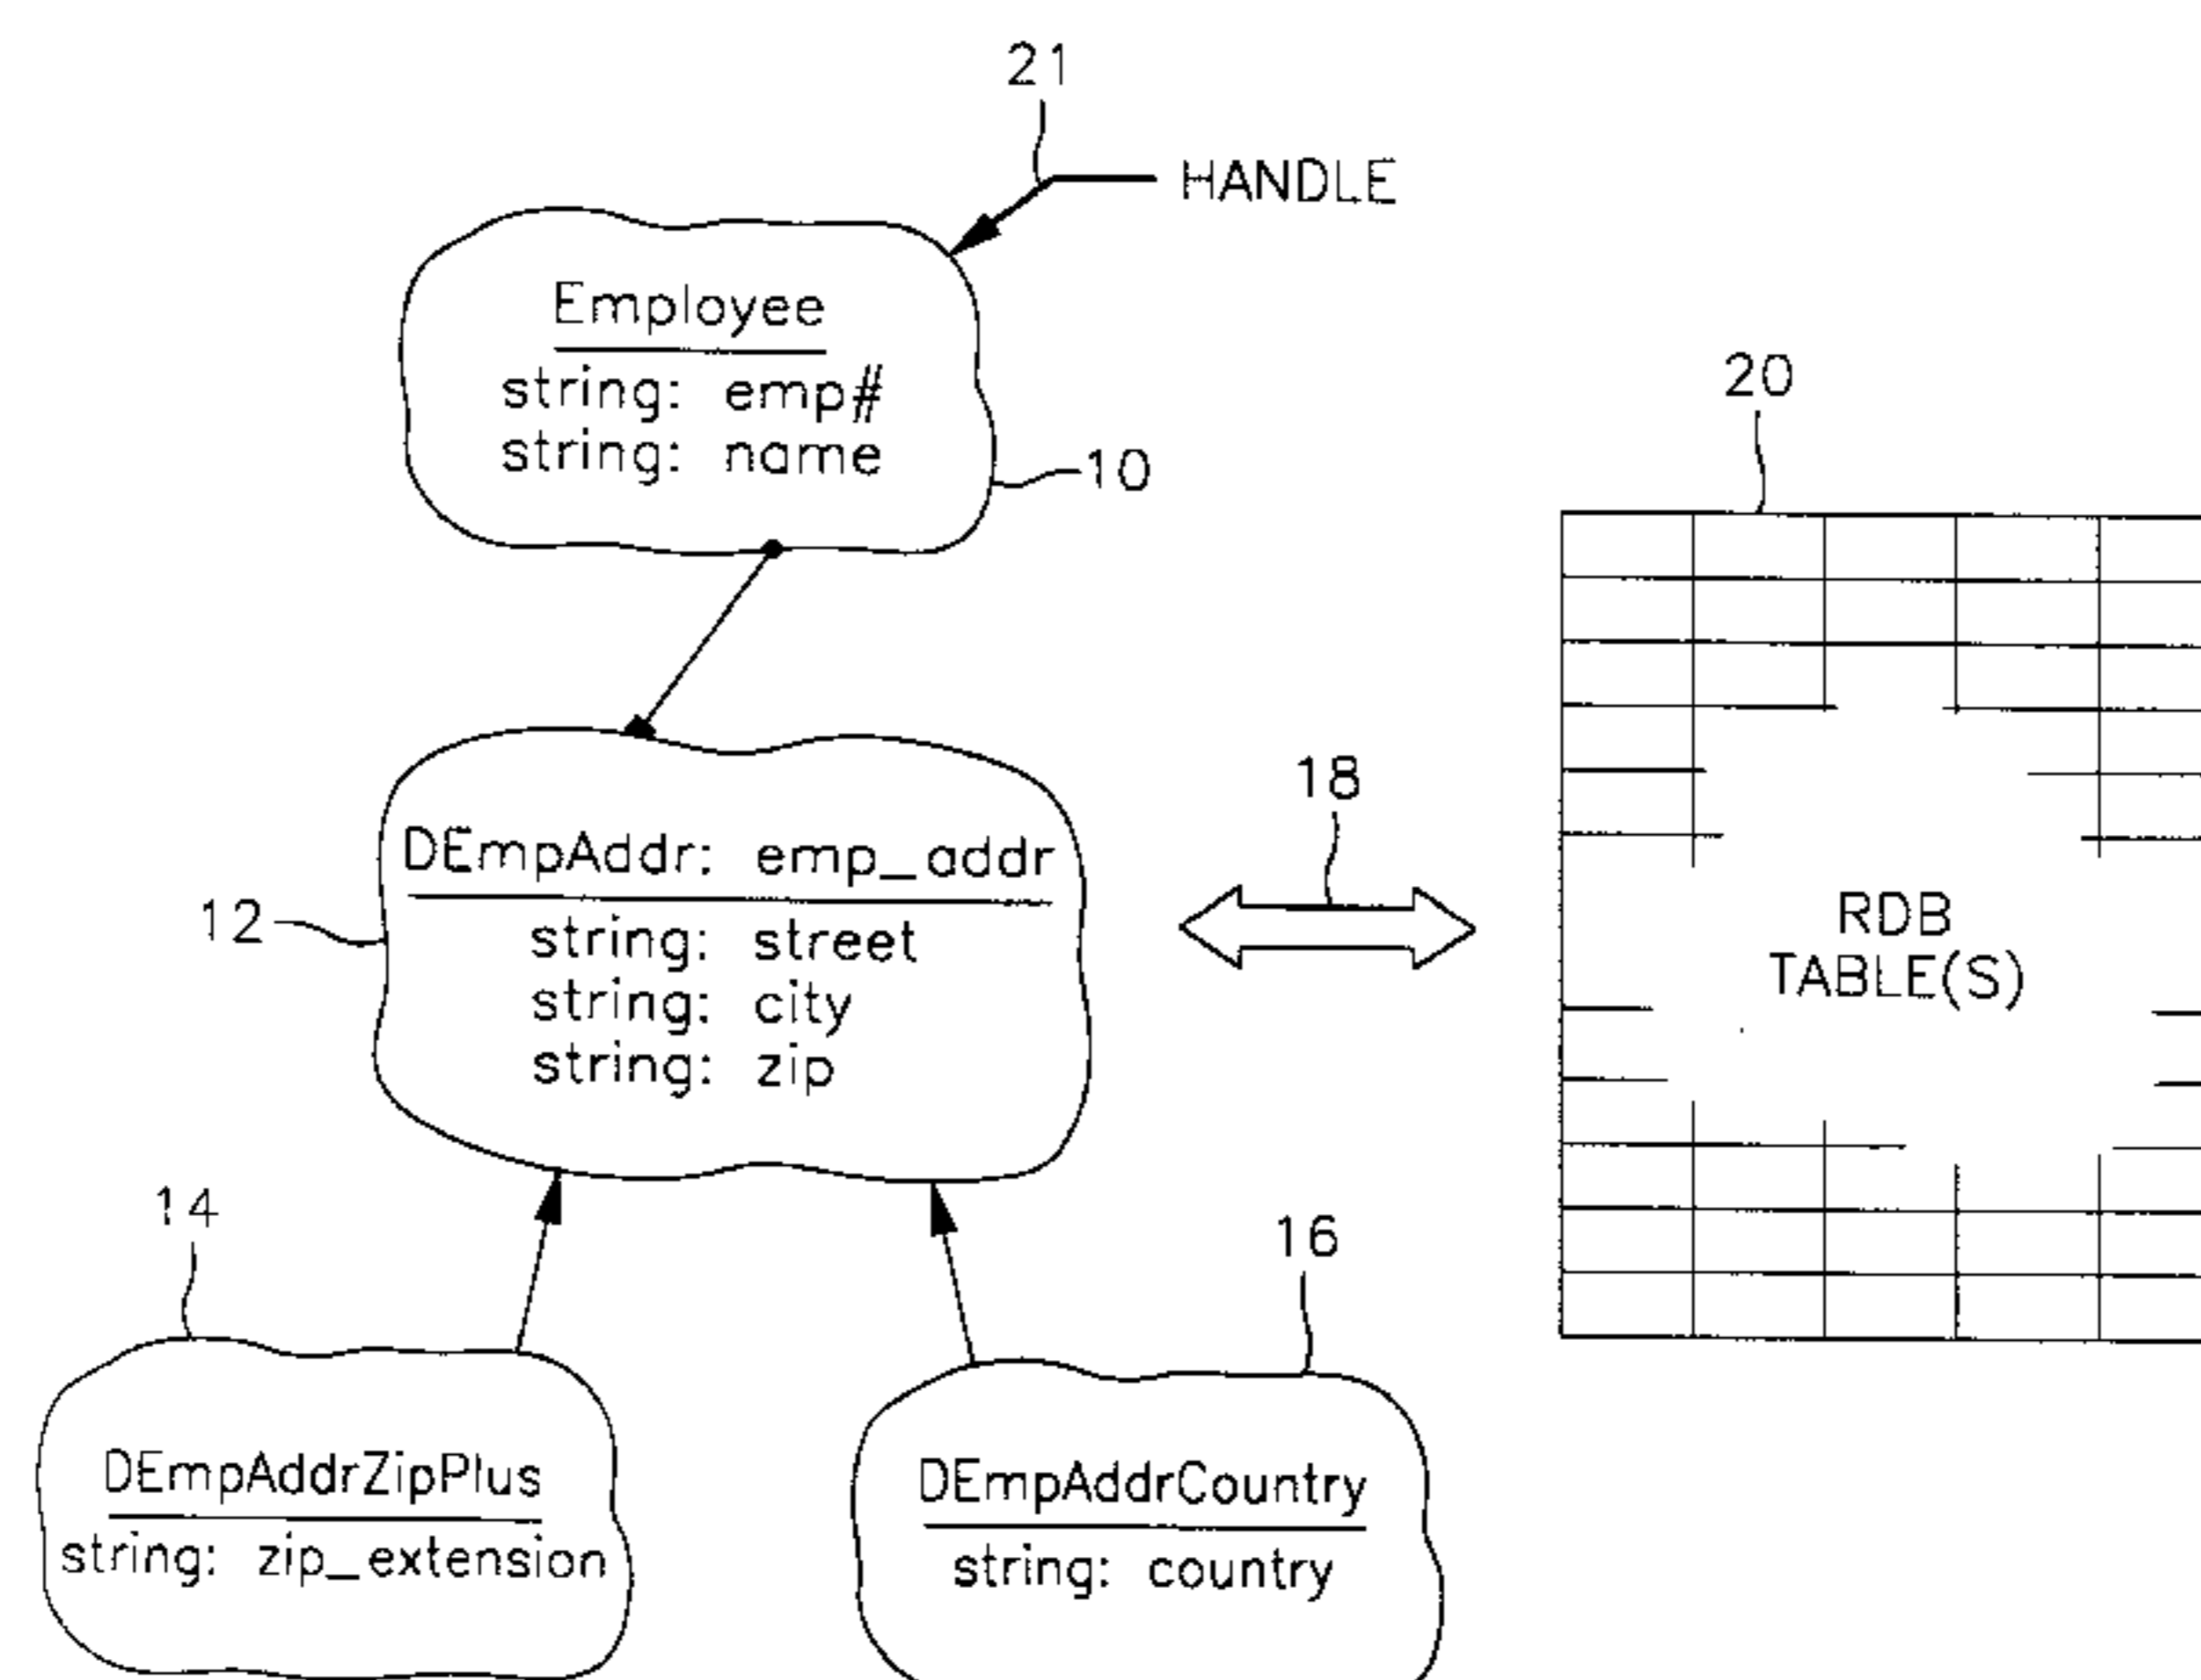 21
HANDLE
Employee
string: emp#
string: name
10
20
18
DEmpAddr: emp_addr
string: street
string: city
string: zip
12
RDB
TABLE(S)
14
16
DEmpAddrZipPlus
string: zip_extension
DEmpAddrCountry
string: country